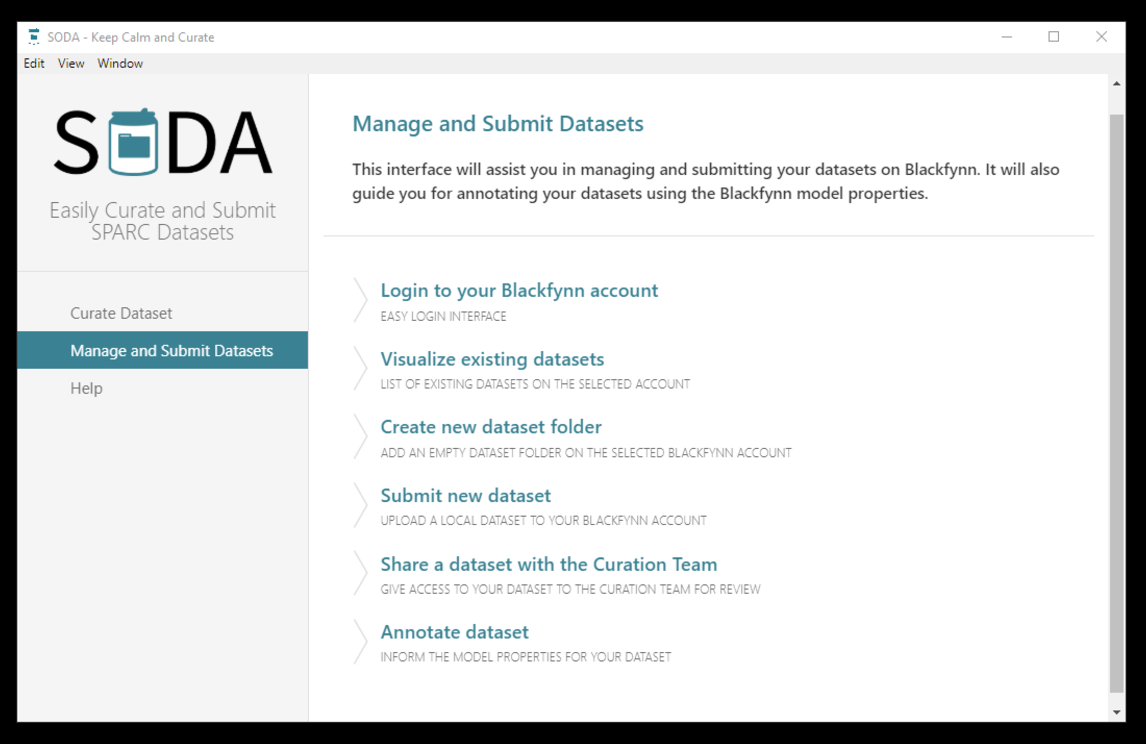 SODA - Keep Calm and Curate
Edit View Window
SODA
Easily Curate and Submit
SPARC Datasets
Curate Dataset
Manage and Submit Datasets
Help
Manage and Submit Datasets
This interface will assist you in managing and submitting your datasets on Blackfynn. It will also
guide you for annotating your datasets using the Blackfynn model properties.
Login to your Blackfynn account
EASY LOGIN INTERFACE
Visualize existing datasets
LIST OF EXISTING DATASETS ON THE SELECTED ACCOUNT
Create new dataset folder
ADD AN EMPTY DATASET FOLDER ON THE SELECTED BLACKFYNN ACCOUNT
Submit new dataset
UPLOAD A LOCAL DATASET TO YOUR BLACKFYNN ACCOUNT
Share a dataset with the Curation Team
GIVE ACCESS TO YOUR DATASET TO THE CURATION TEAM FOR REVIEW
Annotate dataset
INFORM THE MODEL PROPERTIES FOR YOUR DATASET